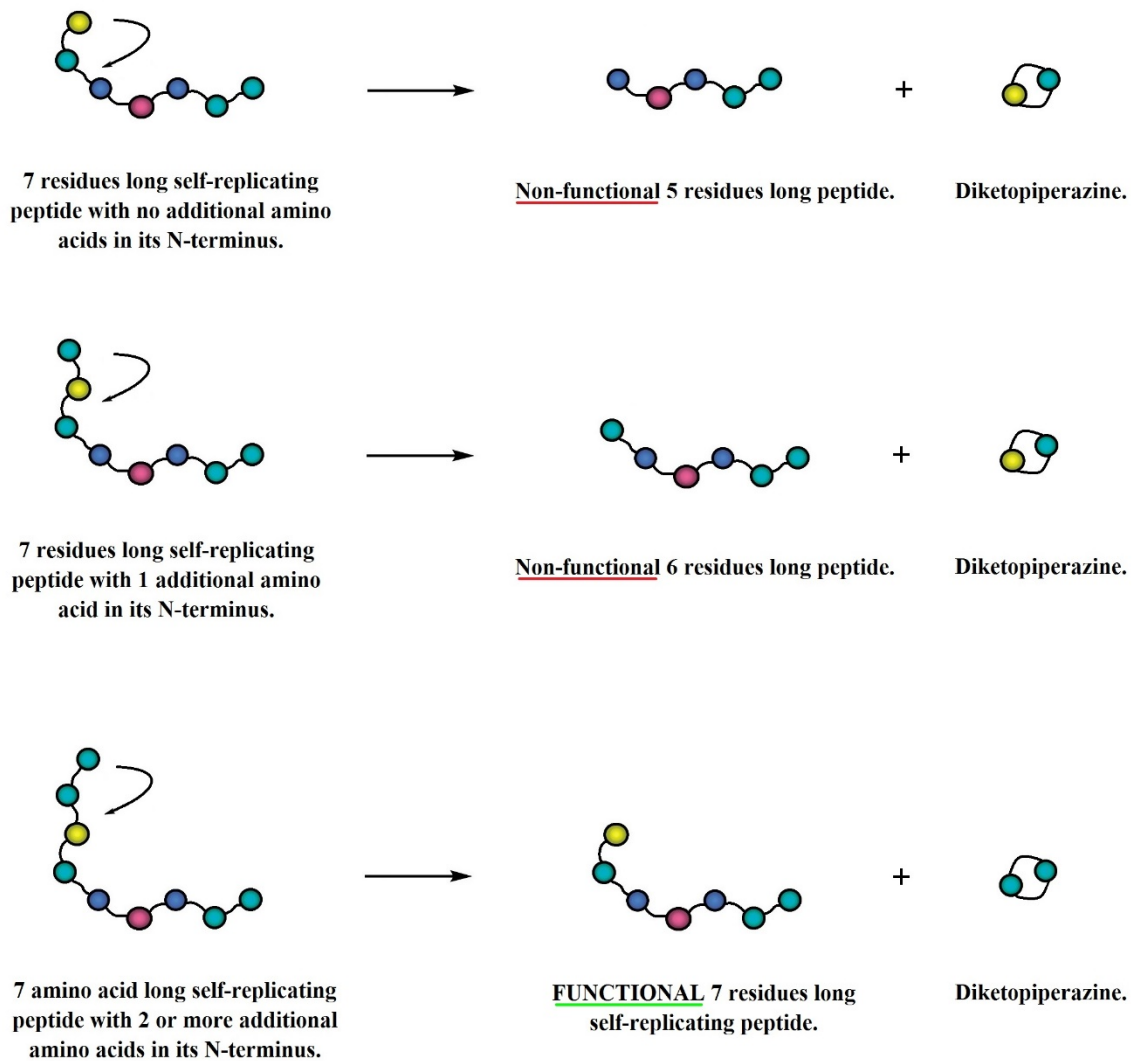 +
7 residues long self-replicating
peptide with no additional amino
acids in its N-terminus.
Non-functional 5 residues long peptide.
Diketopiperazine.
+
7 residues long self-replicating
peptide with 1 additional amino
acid in its N-terminus.
Non-functional 6 residues long peptide.
Diketopiperazine.
+
7 amino acid long self-replicating
peptide with 2 or more additional
amino acids in its N-terminus.
FUNCTIONAL 7 residues long
self-replicating peptide.
Diketopiperazine.